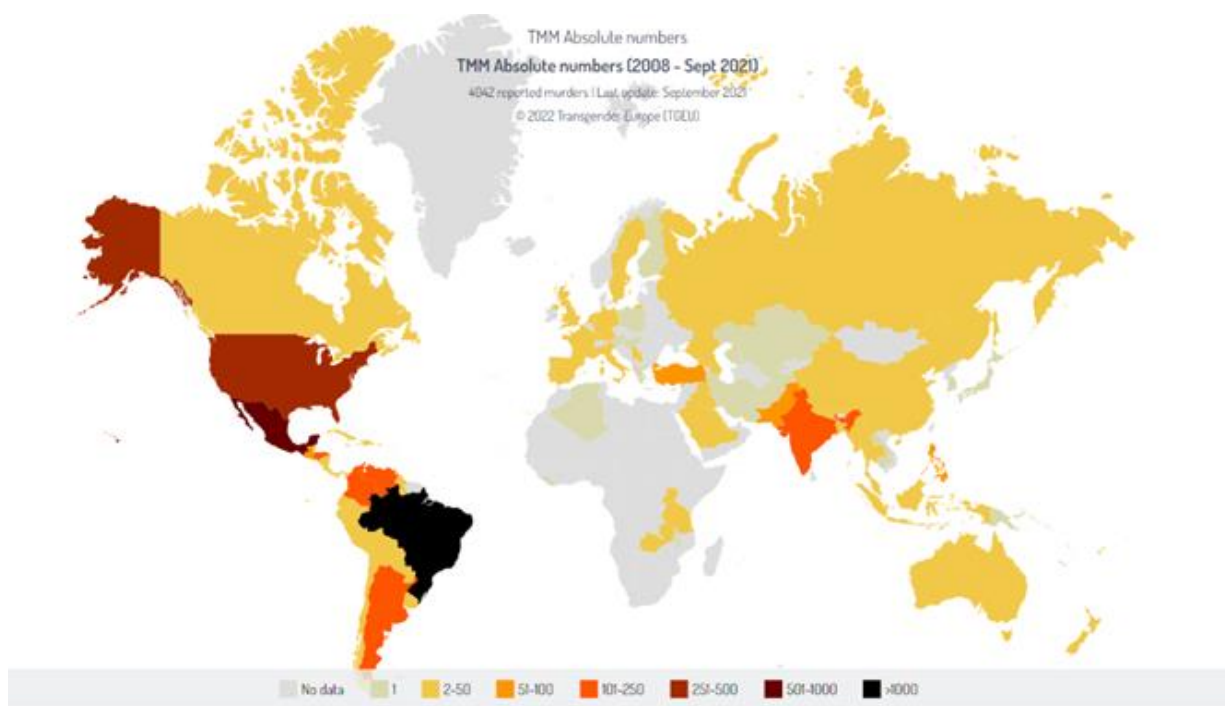 TMM Absolute numbers
TMM Absolute numbers (2008 - Sept 2021)
4042 reported murders | Last update: September 2021
© 2022 Transgender Europe (TGEU)
No data 1 2-50 51-100 101-250 251-500 501-1000 >1000